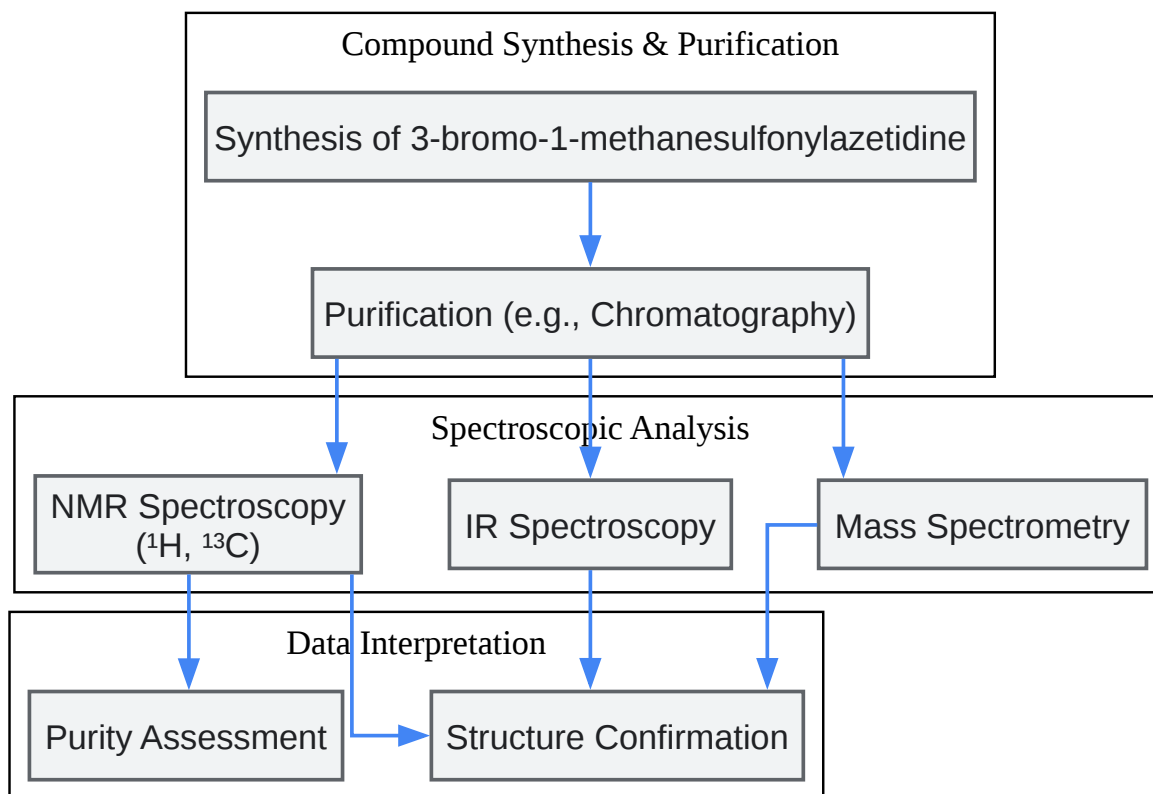 Compound Synthesis & Purification
Synthesis of 3-bromo-1-methanesulfonylazetidine
Purification (e.g., Chromatography)
Spectroscopic Analysis
NMR Spectroscopy
(¹H, ¹³C)
IR Spectroscopy
Mass Spectrometry
Data Interpretation
Purity Assessment
Structure Confirmation